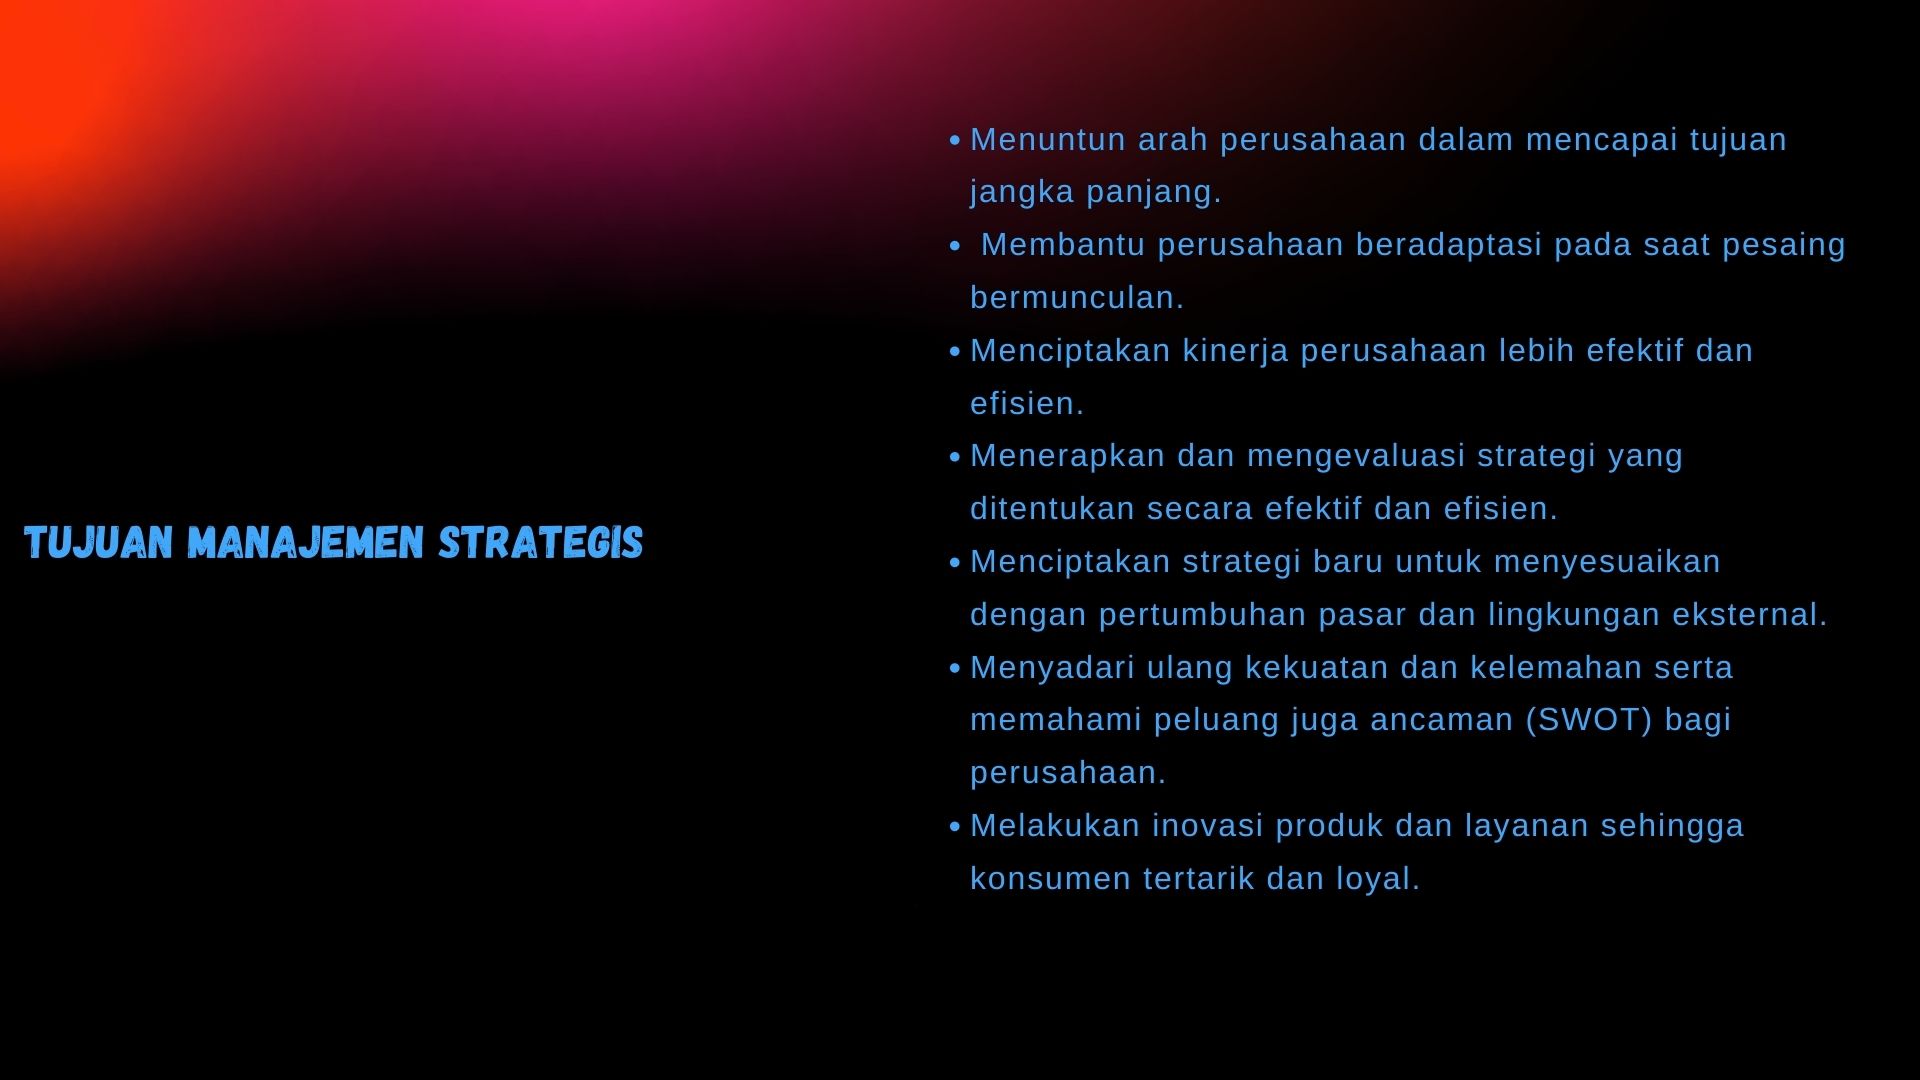 TUJUAN MANAJEMEN STRATEGIS
• Menuntun arah perusahaan dalam mencapai tujuan
jangka panjang.
• Membantu perusahaan beradaptasi pada saat pesaing
bermunculan.
• Menciptakan kinerja perusahaan lebih efektif dan
efisien.
• Menerapkan dan mengevaluasi strategi yang
ditentukan secara efektif dan efisien.
• Menciptakan strategi baru untuk menyesuaikan
dengan pertumbuhan pasar dan lingkungan eksternal.
• Menyadari ulang kekuatan dan kelemahan serta
memahami peluang juga ancaman (SWOT) bagi
perusahaan.
• Melakukan inovasi produk dan layanan sehingga
konsumen tertarik dan loyal.